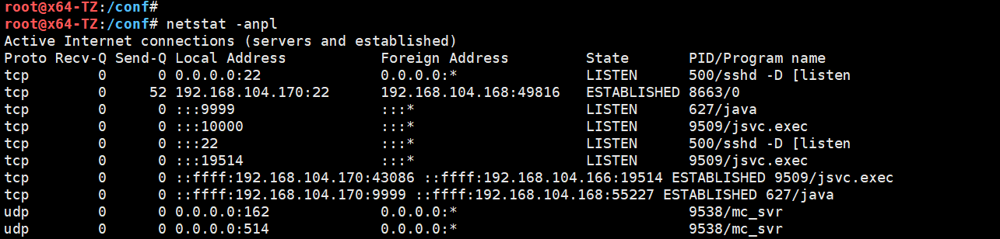 root@x64-TZ:/conf#
root@x64-TZ:/conf# netstat -anpl
Active Internet connections (servers and established)
Proto Recv-Q Send-Q Local Address           Foreign Address         State       PID/Program name
tcp        0      0 0.0.0.0:22              0.0.0.0:*               LISTEN      500/sshd -D [listen
tcp        0     52 192.168.104.170:22      192.168.104.168:49816   ESTABLISHED 8663/0
tcp        0      0 :::9999                 :::*                    LISTEN      627/java
tcp        0      0 :::10000                :::*                    LISTEN      9509/jsvc.exec
tcp        0      0 :::22                   :::*                    LISTEN      500/sshd -D [listen
tcp        0      0 :::19514                :::*                    LISTEN      9509/jsvc.exec
tcp        0      0 ::ffff:192.168.104.170:43086 ::ffff:192.168.104.166:19514 ESTABLISHED 9509/jsvc.exec
tcp        0      0 ::ffff:192.168.104.170:9999 ::ffff:192.168.104.168:55227 ESTABLISHED 627/java
udp        0      0 0.0.0.0:162             0.0.0.0:*                           9538/mc_svr
udp        0      0 0.0.0.0:514             0.0.0.0:*                           9538/mc_svr